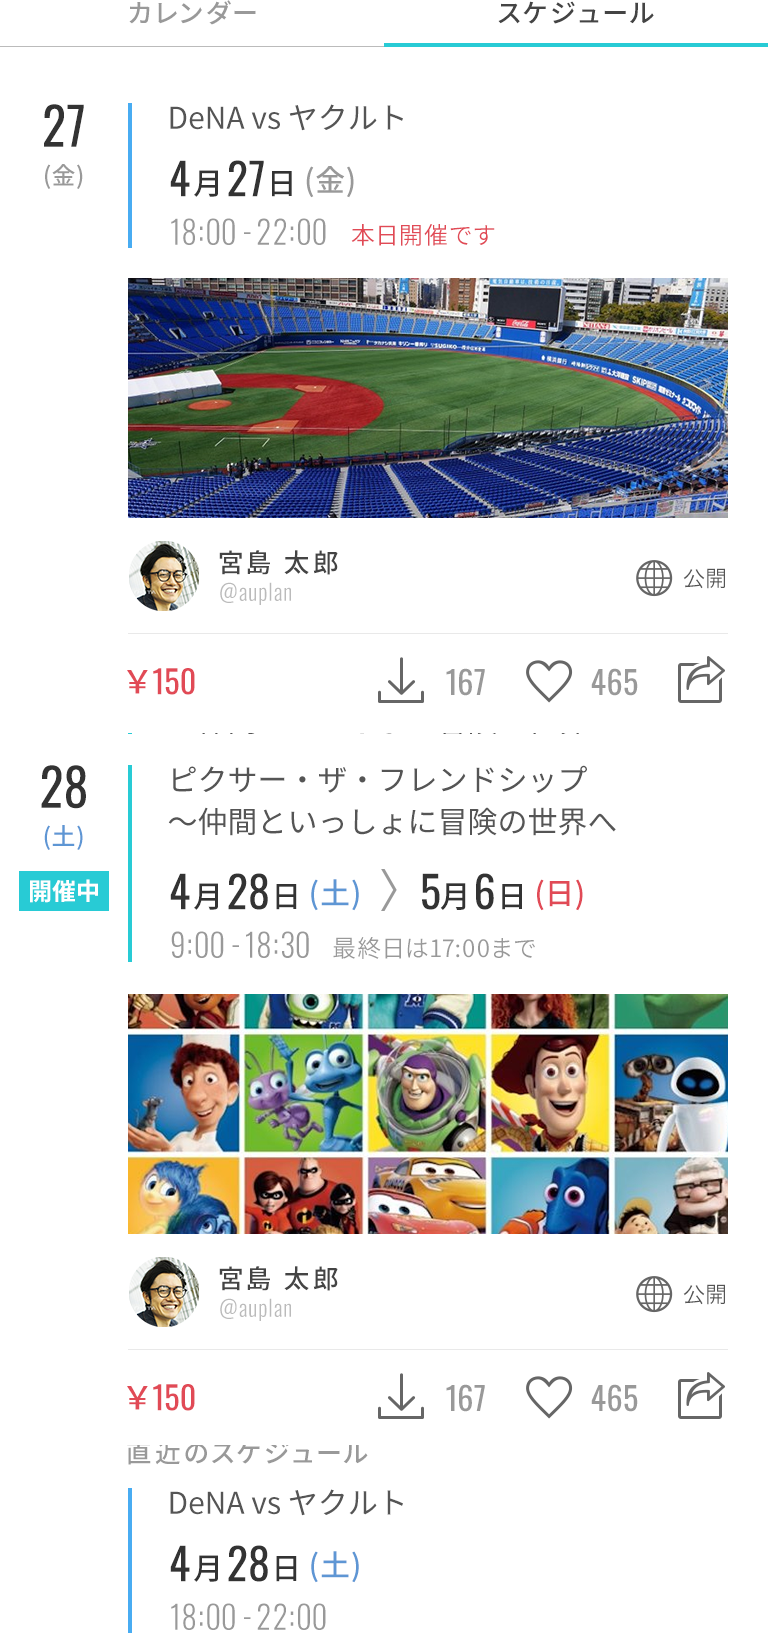 カレンダー
スケジュール
27
(金)
DeNA vs ヤクルト
4月27日(金)
18:00 - 22:00 本日開催です
宮島 太郎
@auplan
公開
¥150
167
465
28
(土)
開催中
ピクサー・ザ・フレンドシップ
〜仲間といっしょに冒険の世界へ
4月28日(土) 〉 5月6日(日)
9:00 - 18:30 最終日は17:00まで
宮島 太郎
@auplan
公開
¥150
167
465
直近のスケジュール
DeNA vs ヤクルト
4月28日(土)
18:00 - 22:00